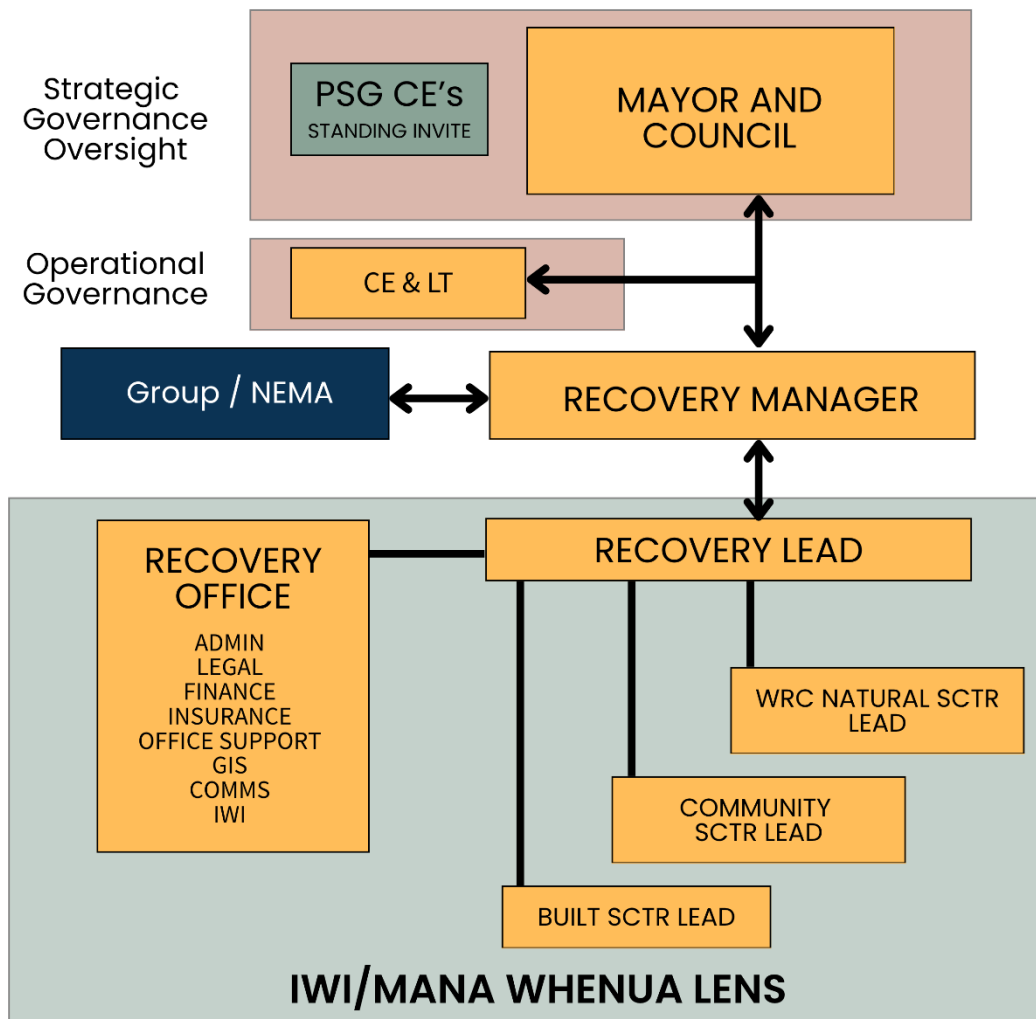 Strategic
Governance
Oversight
PSG CE's
STANDING INVITE
MAYOR AND
COUNCIL
Operational
Governance
CE & LT
Group / NEMA
RECOVERY MANAGER
RECOVERY LEAD
RECOVERY
OFFICE
ADMIN
LEGAL
FINANCE
INSURANCE
OFFICE SUPPORT
GIS
COMMS
IWI
WRC NATURAL SCTR
LEAD
COMMUNITY
SCTR LEAD
BUILT SCTR LEAD
IWI/MANA WHENUA LENS